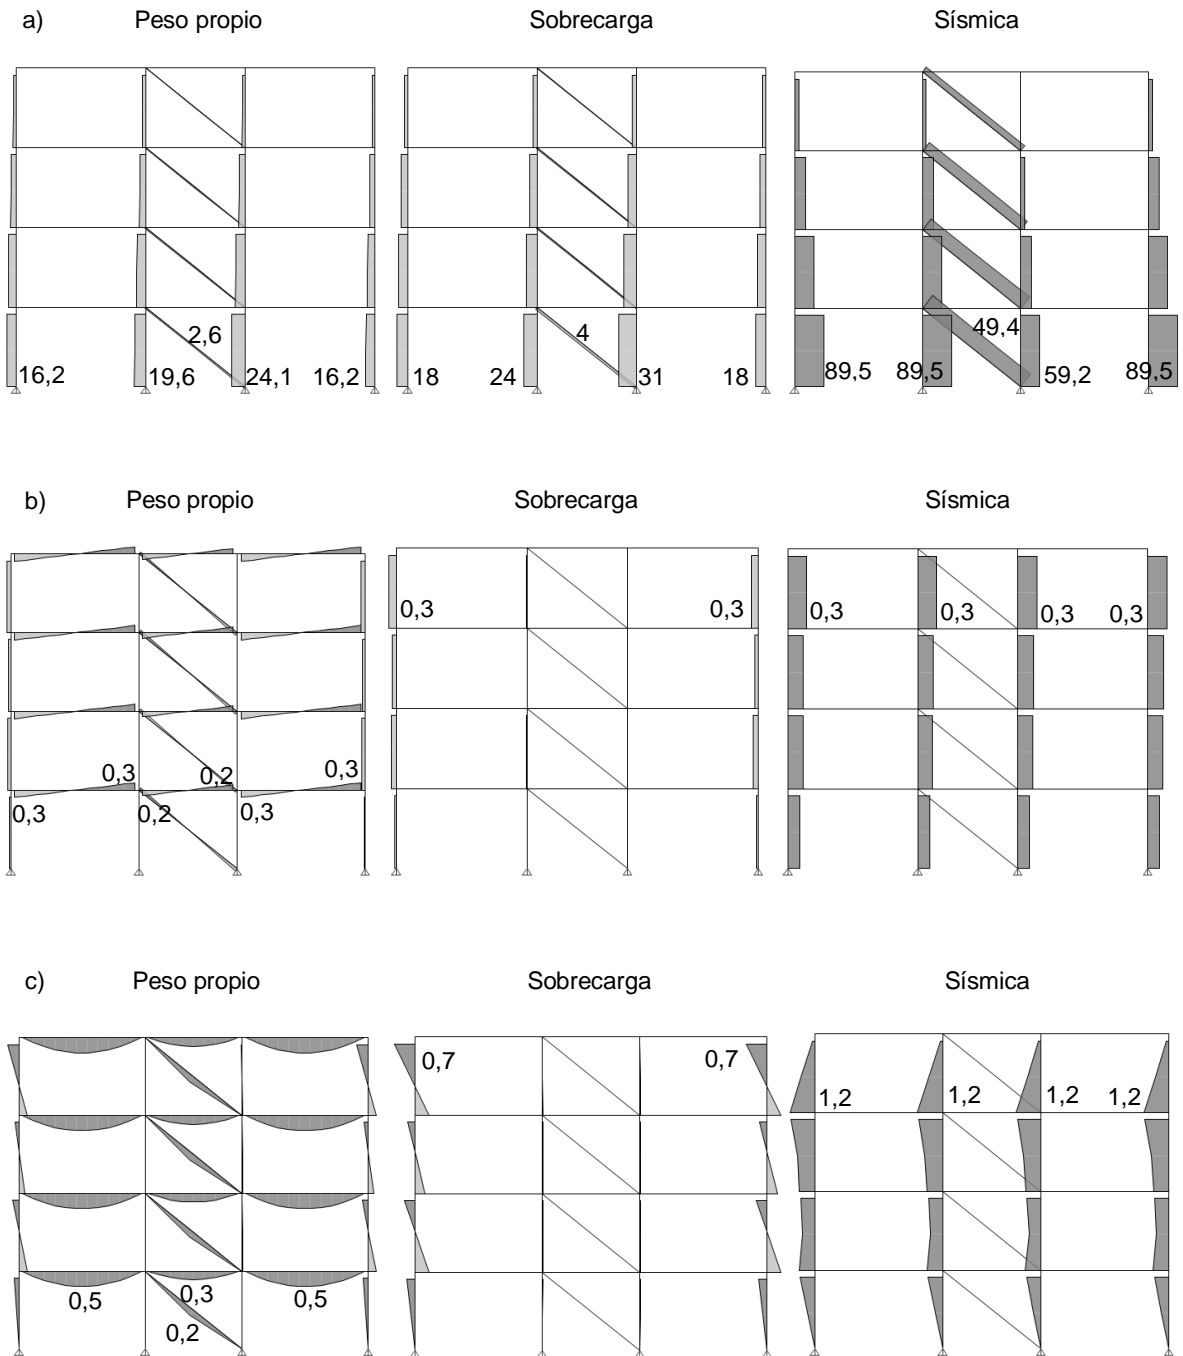 a) Peso propio Sobrecarga Sísmica
2,6 4 49,4
16,2 19,6 24,1 16,2 18 24 31 18 89,5 89,5 59,2 89,5
b) Peso propio Sobrecarga Sísmica
0,3 0,3 0,3 0,3 0,3 0,3
0,3 0,2 0,3
0,3 0,2 0,3
c) Peso propio Sobrecarga Sísmica
0,7 0,7 1,2 1,2 1,2 1,2
0,5 0,3 0,5
0,2